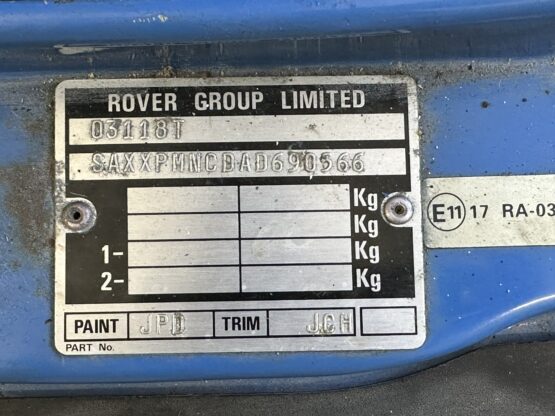 ROVER GROUP LIMITED
03118T
SAXXPMNCDAD690366
Kg
Kg
1- Kg
2- Kg
PAINT JPD TRIM JCH
PART No.
E11 17 RA-03